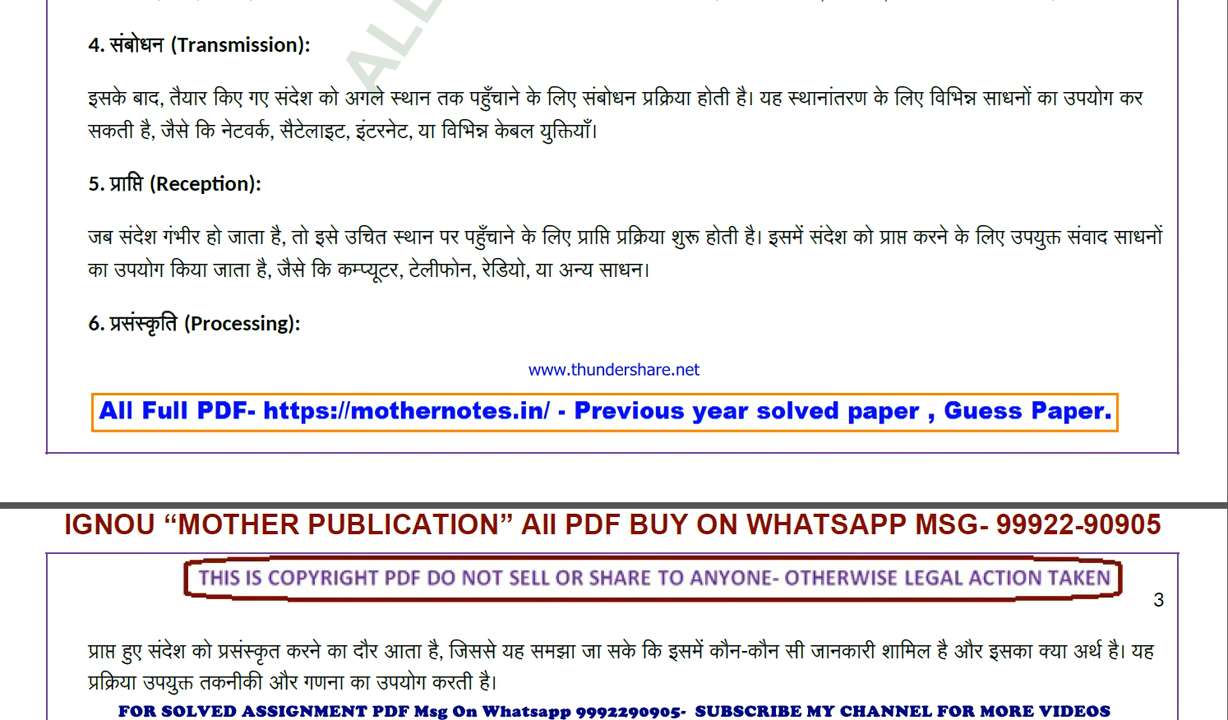 ALL
4. संबोधन (Transmission):
इसके बाद, तैयार किए गए संदेश को अगले स्थान तक पहुँचाने के लिए संबोधन प्रक्रिया होती है। यह स्थानांतरण के लिए विभिन्न साधनों का उपयोग कर
सकती है, जैसे कि नेटवर्क, सैटेलाइट, इंटरनेट, या विभिन्न केबल युक्तियाँ।
5. प्राप्ति (Reception):
जब संदेश गंभीर हो जाता है, तो इसे उचित स्थान पर पहुँचाने के लिए प्राप्ति प्रक्रिया शुरू होती है। इसमें संदेश को प्राप्त करने के लिए उपयुक्त संवाद साधनों
का उपयोग किया जाता है, जैसे कि कम्प्यूटर, टेलीफोन, रेडियो, या अन्य साधन।
6. प्रसंस्कृति (Processing):
www.thundershare.net
All Full PDF- https://mothernotes.in/ - Previous year solved paper , Guess Paper.
IGNOU “MOTHER PUBLICATION” All PDF BUY ON WHATSAPP MSG- 99922-90905
THIS IS COPYRIGHT PDF DO NOT SELL OR SHARE TO ANYONE- OTHERWISE LEGAL ACTION TAKEN
3
प्राप्त हुए संदेश को प्रसंस्कृत करने का दौर आता है, जिससे यह समझा जा सके कि इसमें कौन-कौन सी जानकारी शामिल है और इसका क्या अर्थ है। यह
प्रक्रिया उपयुक्त तकनीकी और गणना का उपयोग करती है।
FOR SOLVED ASSIGNMENT PDF Msg On Whatsapp 9992290905- SUBSCRIBE MY CHANNEL FOR MORE VIDEOS